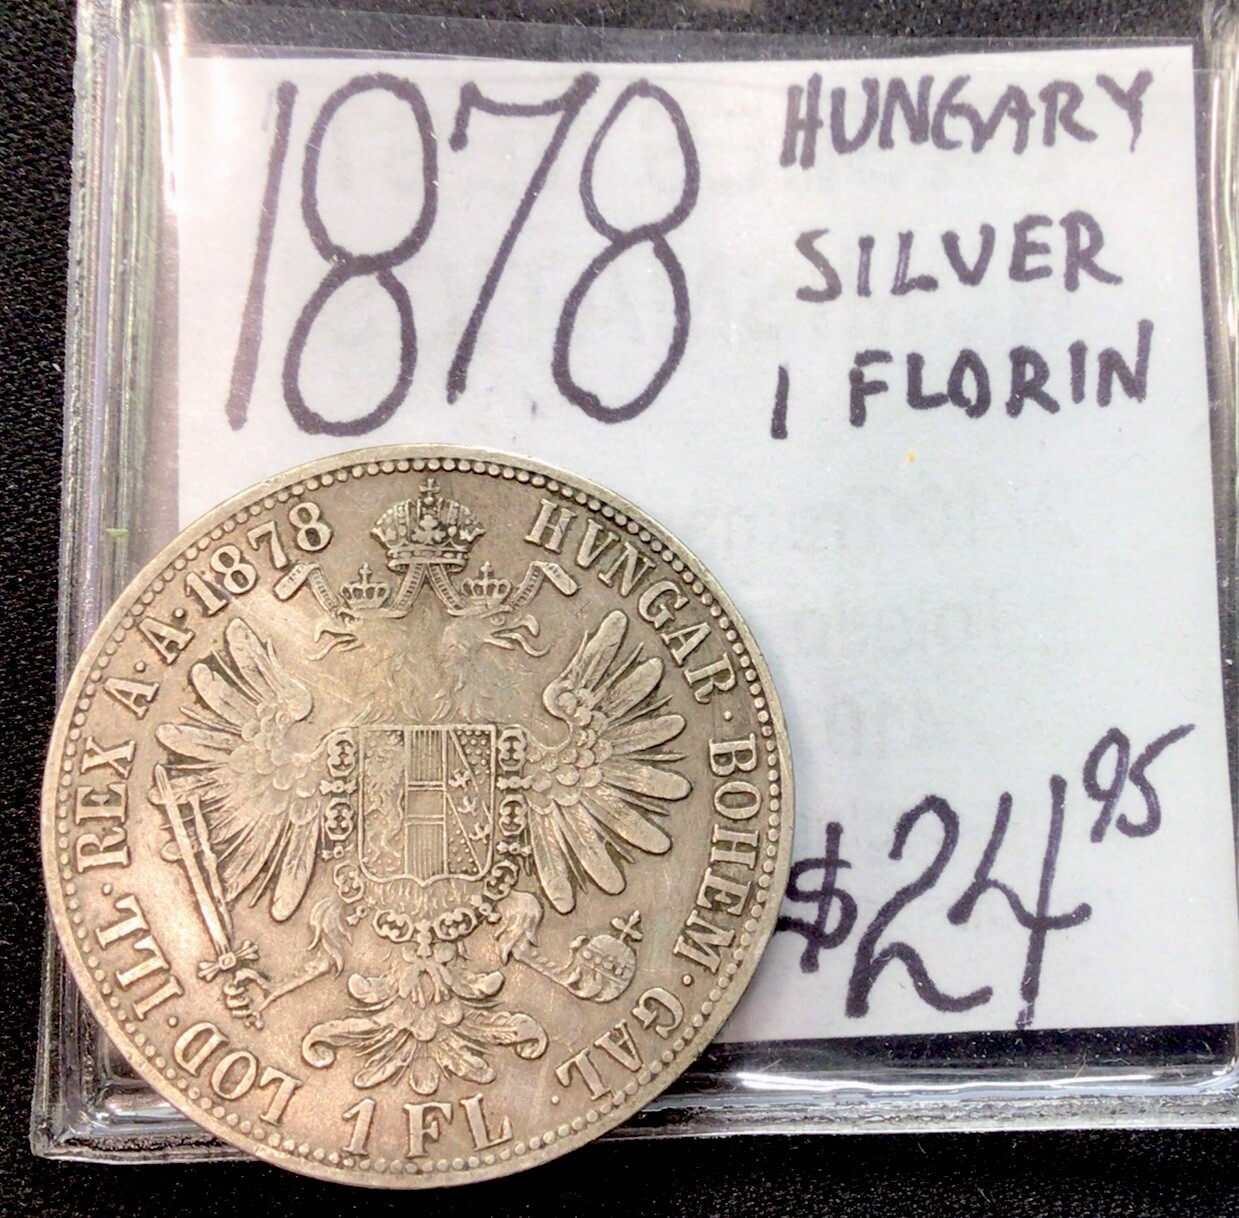 1878
HUNGARY
SILVER
1 FLORIN
$24 95
HVNGAR · BOHEM · GAL ·
LOD · ILL · REX A · A · 1878
1 FL